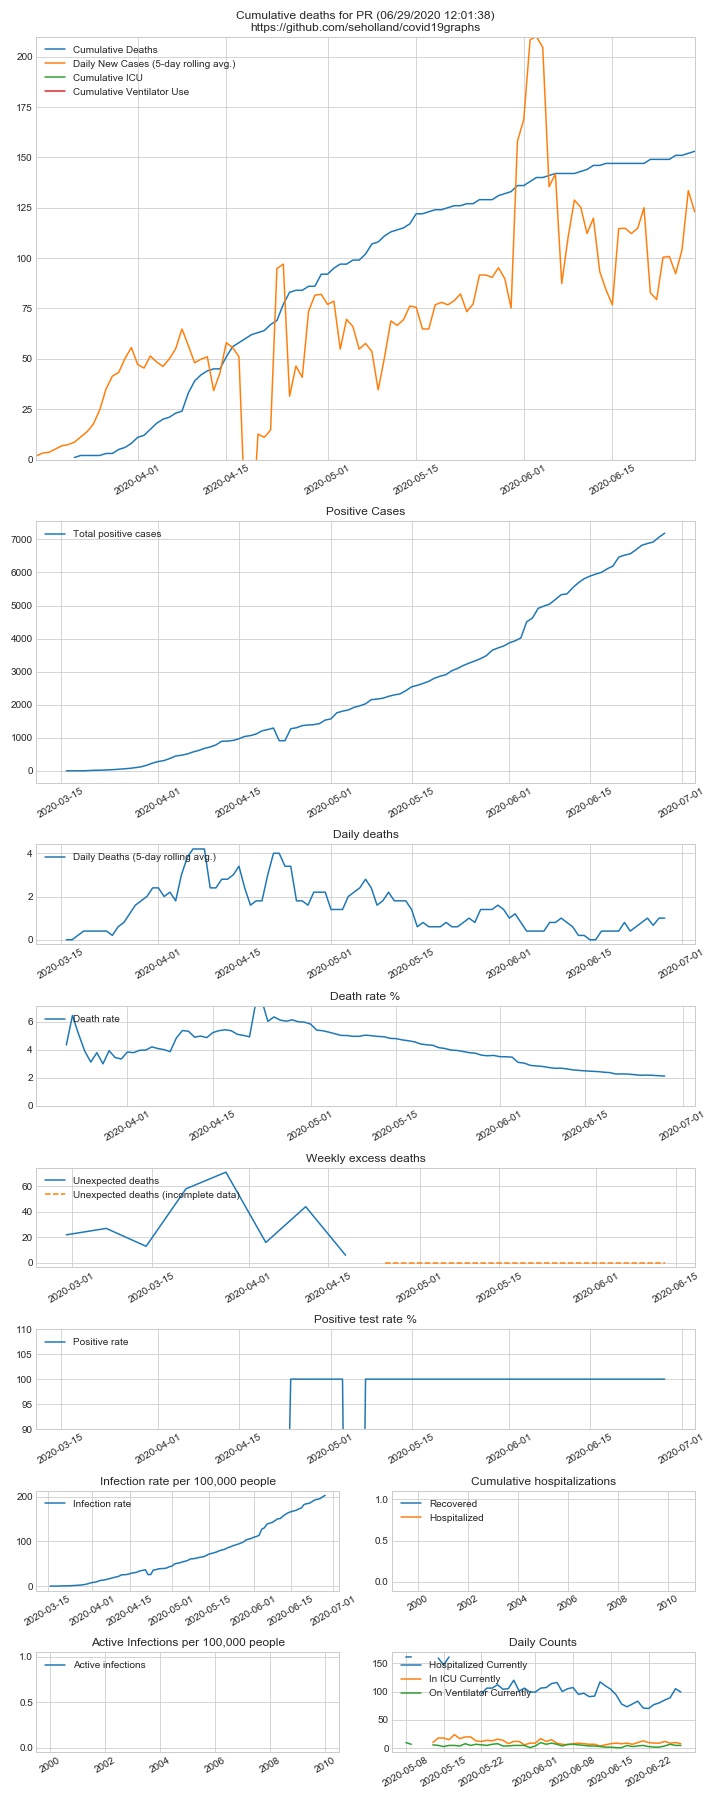 Cumulative deaths for PR (06/29/2020 12:01:38)
https://github.com/seholland/covid19graphs
Cumulative Deaths
Daily New Cases (5-day rolling avg.)
Cumulative ICU
Cumulative Ventilator Use
200
175
150
125
100
75
50
25
0
2020-04-01 2020-04-15 2020-05-01 2020-05-15 2020-06-01 2020-06-15
Positive Cases
Total positive cases
7000
6000
5000
4000
3000
2000
1000
0
2020-03-15 2020-04-01 2020-04-15 2020-05-01 2020-05-15 2020-06-01 2020-06-15 2020-07-01
Daily deaths
Daily Deaths (5-day rolling avg.)
4
2
0
2020-03-15 2020-04-01 2020-04-15 2020-05-01 2020-05-15 2020-06-01 2020-06-15 2020-07-01
Death rate %
Death rate
6
4
2
0
2020-04-01 2020-04-15 2020-05-01 2020-05-15 2020-06-01 2020-06-15 2020-07-01
Weekly excess deaths
Unexpected deaths
Unexpected deaths (incomplete data)
60
40
20
0
2020-03-01 2020-03-15 2020-04-01 2020-04-15 2020-05-01 2020-05-15 2020-06-01 2020-06-15
Positive test rate %
Positive rate
110
105
100
95
90
2020-03-15 2020-04-01 2020-04-15 2020-05-01 2020-05-15 2020-06-01 2020-06-15 2020-07-01
Infection rate per 100,000 people
Infection rate
200
100
0
2020-03-15 2020-04-01 2020-04-15 2020-05-01 2020-05-15 2020-06-01 2020-06-15 2020-07-01
Cumulative hospitalizations
Recovered
Hospitalized
1.0
0.5
0.0
2000 2002 2004 2006 2008 2010
Active Infections per 100,000 people
Active infections
1.0
0.5
0.0
2000 2002 2004 2006 2008 2010
Daily Counts
Hospitalized Currently
In ICU Currently
On Ventilator Currently
150
100
50
0
2020-05-08 2020-05-15 2020-05-22 2020-06-01 2020-06-08 2020-06-15 2020-06-22